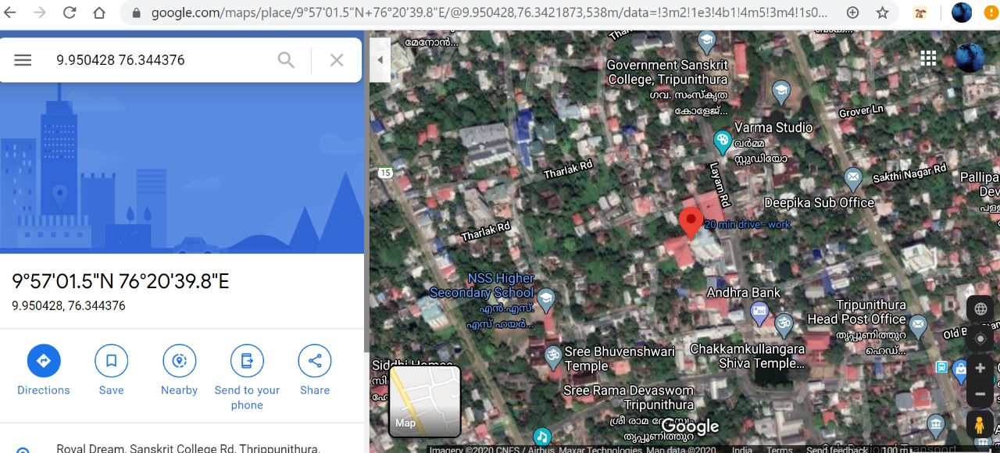 google.com/maps/place/9°57'01.5"N+76°20'39.8"E/@9.950428,76.3421873,538m/data=!3m2!1e3!4b1!4m5!3m4!1s0...
9.950428 76.344376
9°57'01.5"N 76°20'39.8"E
9.950428, 76.344376
Directions
Save
Nearby
Send to your
phone
Share
Royal Dream, Sanskrit College Rd, Thrippunithura,
മേനോൻ...
Government Sanskrit
College, Tripunithura
ഗവ. സംസ്കൃത
കോളേജ്...
Grover Ln
Varma Studio
വർമ്മ
സ്റ്റുഡിയോ
15
Tharlak Rd
Layam Rd
Sakthi Nagar Rd
Deepika Sub Office
20 min drive - work
Tharlak Rd
NSS Higher
Secondary School
എൻ.എസ്.
എസ് ഹയർ...
Andhra Bank
Tripunithura
Head Post Office
തൃപ്പൂണിത്തുറ
ഹെഡ്...
Chakkamkullangara
Shiva Temple...
Sree Bhuvenshwari
Temple
Siddhi Homes
Sree Rama Devaswom
Tripunithura
ശ്രീ രാമ ദേവസ്വം
തൃപ്പൂണിത്തുറ
Map
Google
Imagery ©2020 CNES / Airbus, Maxar Technologies, Map data ©2020
India
Terms
Send feedback
100 m